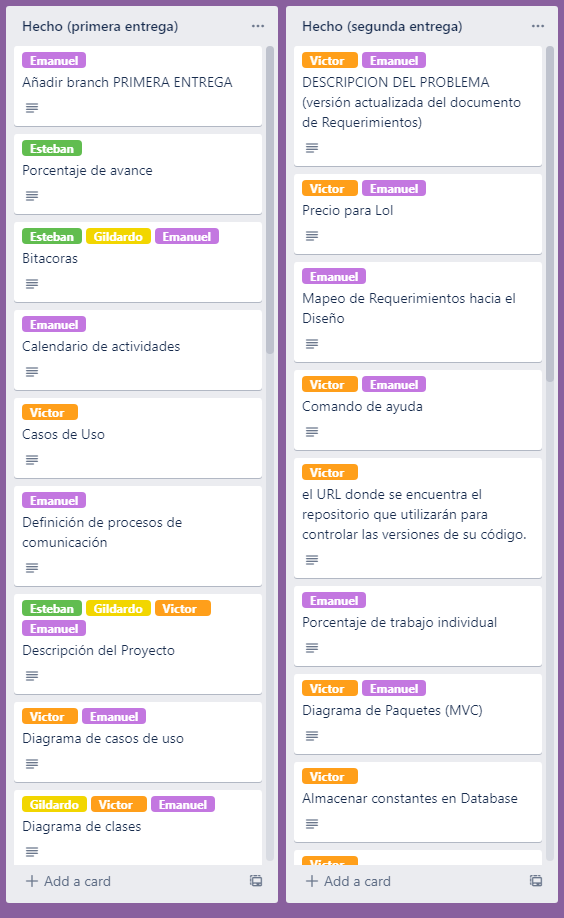 Hecho (primera entrega)
Emanuel
Añadir branch PRIMERA ENTREGA
Esteban
Porcentaje de avance
Esteban Gildardo Emanuel
Bitacoras
Emanuel
Calendario de actividades
Victor
Casos de Uso
Emanuel
Definición de procesos de
comunicación
Esteban Gildardo Victor
Emanuel
Descripción del Proyecto
Victor Emanuel
Diagrama de casos de uso
Gildardo Victor Emanuel
Diagrama de clases
+ Add a card
Hecho (segunda entrega)
Victor Emanuel
DESCRIPCION DEL PROBLEMA
(versión actualizada del documento
de Requerimientos)
Victor Emanuel
Precio para Lol
Emanuel
Mapeo de Requerimientos hacia el
Diseño
Victor Emanuel
Comando de ayuda
Victor
el URL donde se encuentra el
repositorio que utilizarán para
controlar las versiones de su código.
Emanuel
Porcentaje de trabajo individual
Victor Emanuel
Diagrama de Paquetes (MVC)
Victor
Almacenar constantes en Database
Victor
+ Add a card